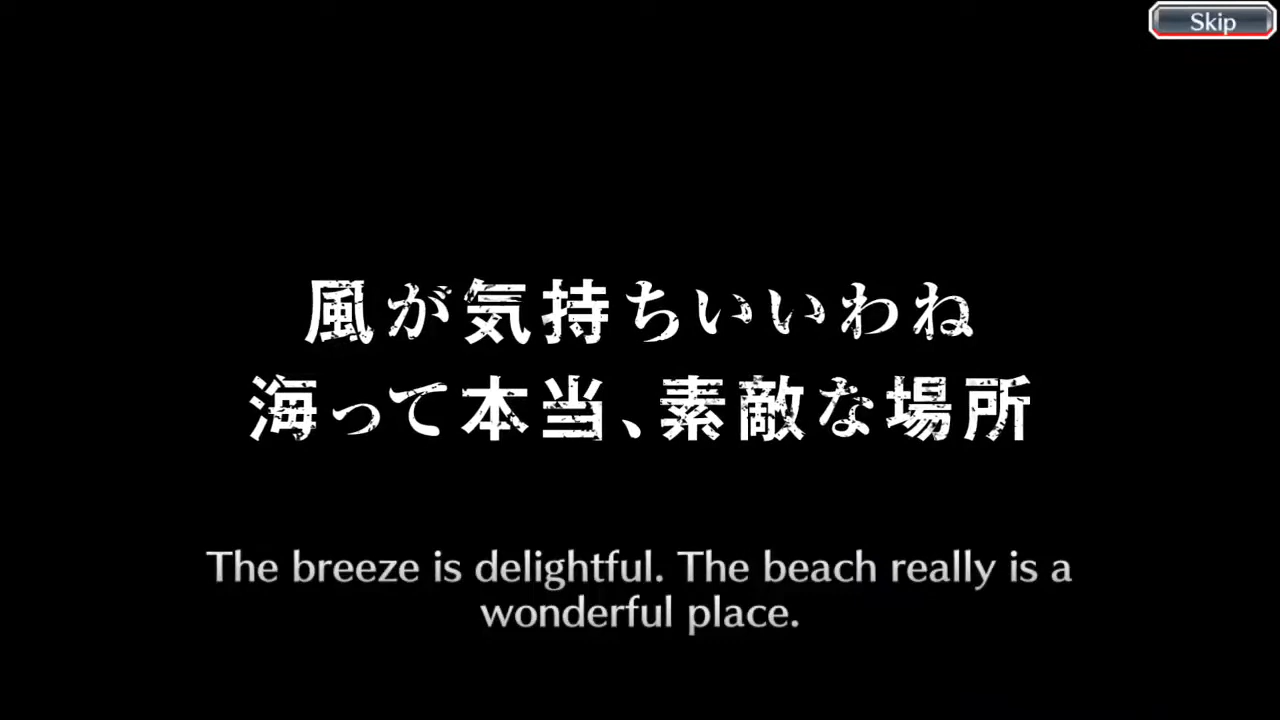 Skip
風が気持ちいいわね
海って本当、素敵な場所
The breeze is delightful. The beach really is a
wonderful place.